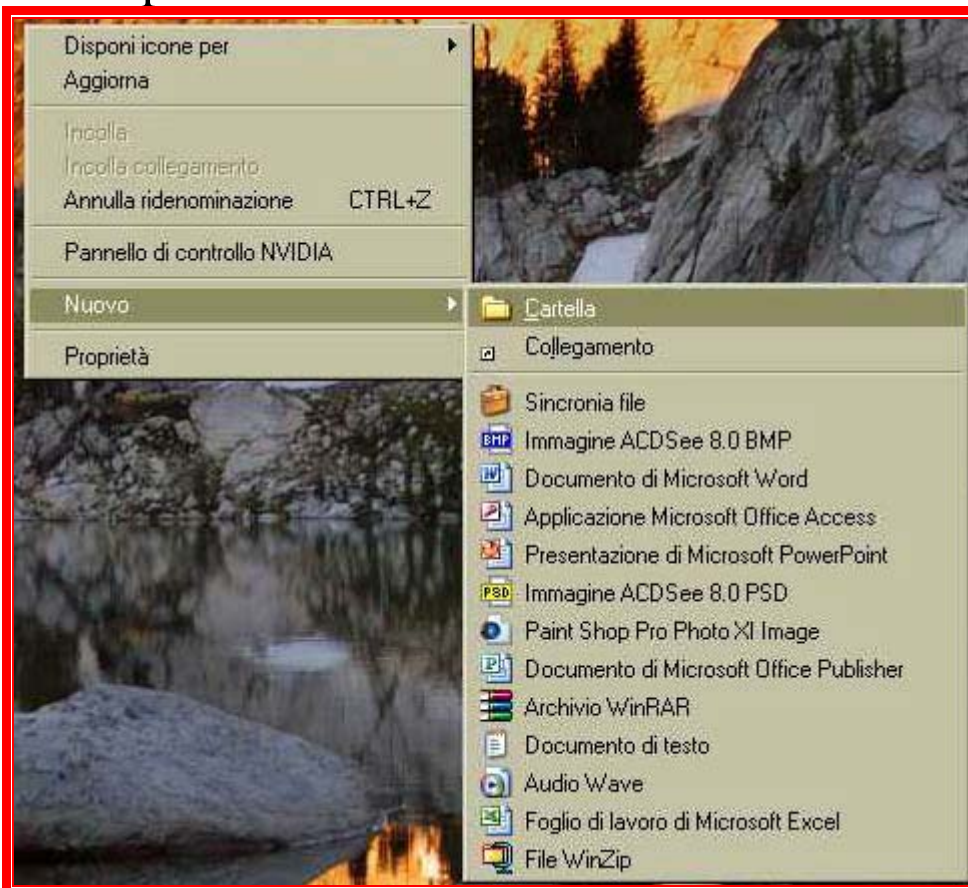 Disponi icone per
Aggiorna
Incolla
Incolla collegamento
Annulla ridenominazione CTRL+Z
Pannello di controllo NVIDIA
Nuovo
Proprietà
Cartella
Collegamento
Sincronia file
BMP Immagine ACDSee 8.0 BMP
Documento di Microsoft Word
Applicazione Microsoft Office Access
Presentazione di Microsoft PowerPoint
PSD Immagine ACDSee 8.0 PSD
Paint Shop Pro Photo XI Image
Documento di Microsoft Office Publisher
Archivio WinRAR
Documento di testo
Audio Wave
Foglio di lavoro di Microsoft Excel
File WinZip